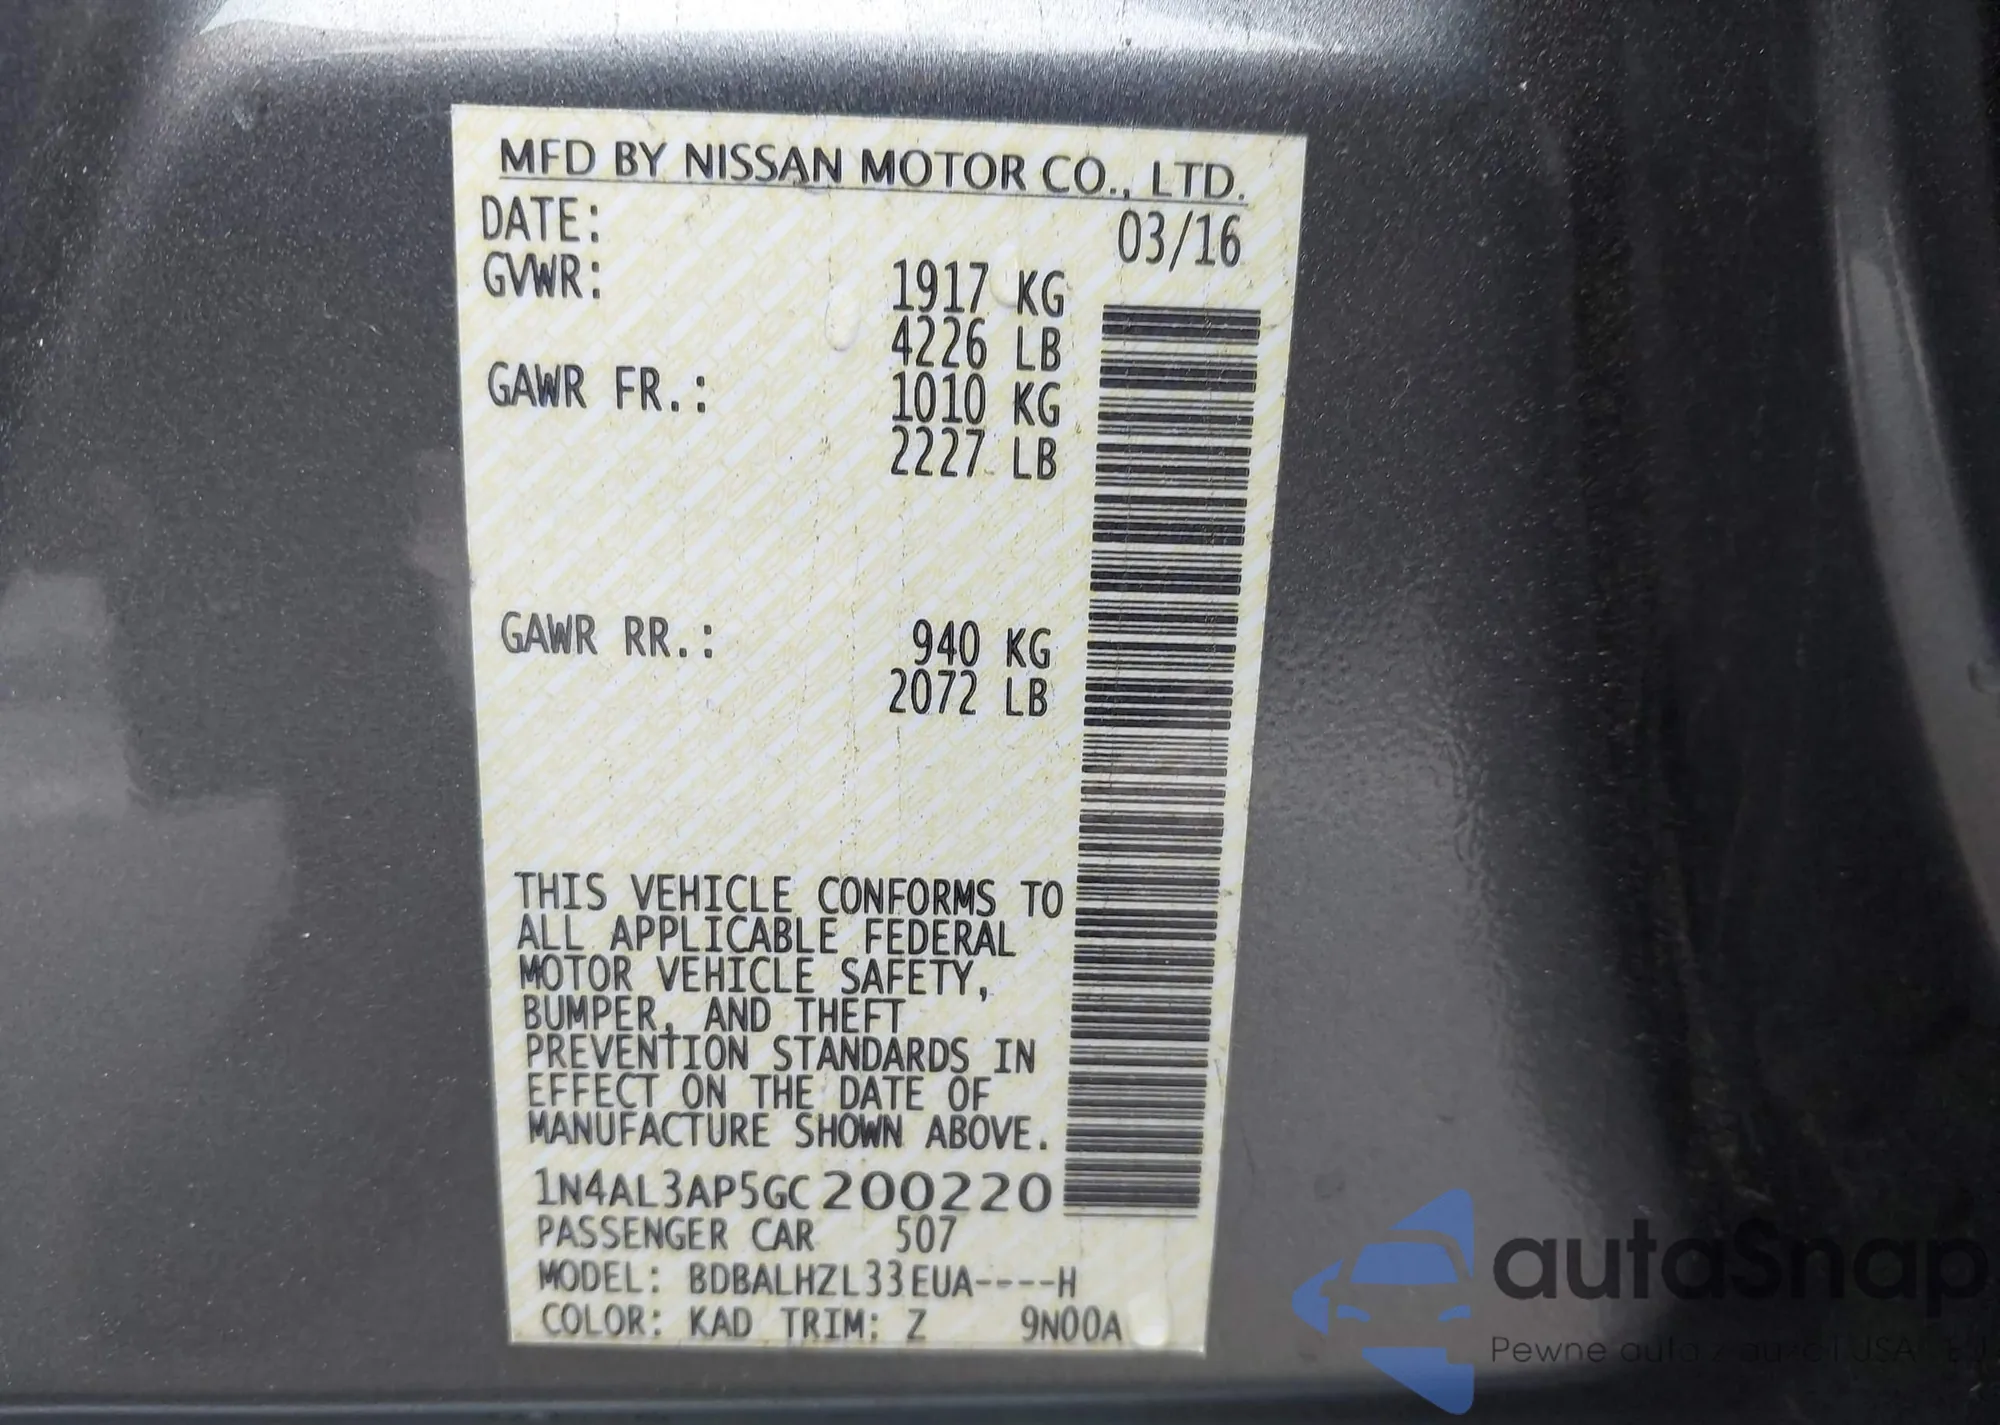 MFD BY NISSAN MOTOR CO., LTD.
DATE: 03/16
GVWR: 1917 KG
4226 LB
GAWR FR.: 1010 KG
2227 LB
GAWR RR.: 940 KG
2072 LB
THIS VEHICLE CONFORMS TO
ALL APPLICABLE FEDERAL
MOTOR VEHICLE SAFETY,
BUMPER, AND THEFT
PREVENTION STANDARDS IN
EFFECT ON THE DATE OF
MANUFACTURE SHOWN ABOVE.
1N4AL3AP5GC200220
PASSENGER CAR 507
MODEL: BDBALHZL33EUA----H
COLOR: KAD TRIM: Z 9N00A
autaSnap
Pewne auta z